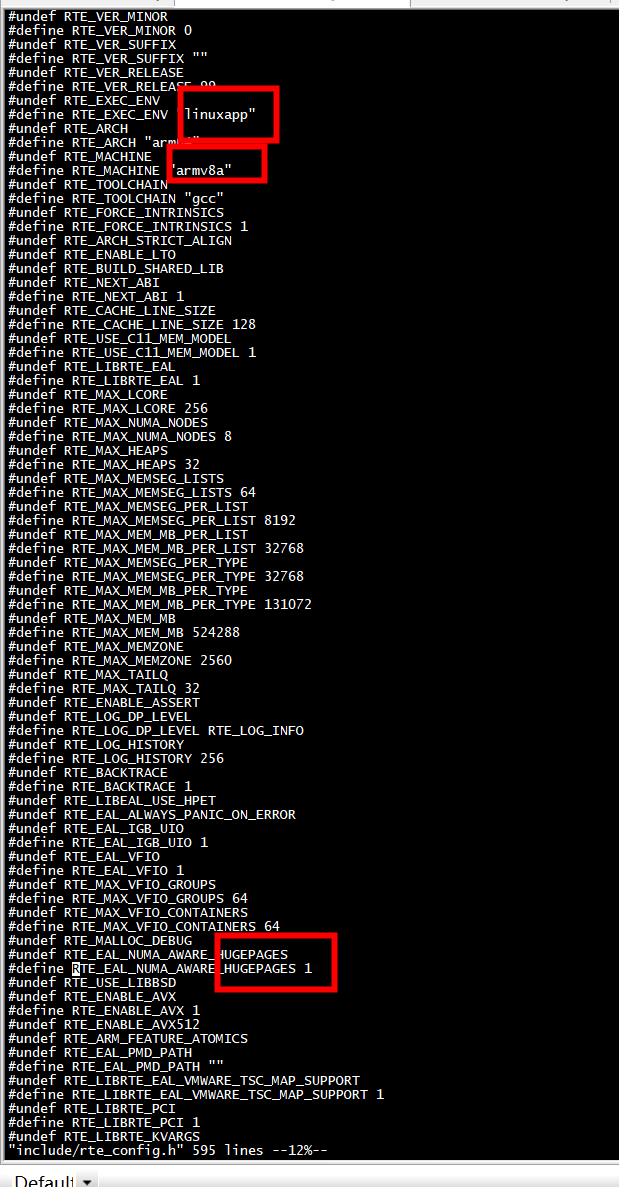 #undef RTE_VER_MINOR
#define RTE_VER_MINOR 0
#undef RTE_VER_SUFFIX
#define RTE_VER_SUFFIX ""
#undef RTE_VER_RELEASE
#define RTE_VER_RELEASE 99
#undef RTE_EXEC_ENV
#define RTE_EXEC_ENV "linuxapp"
#undef RTE_ARCH
#define RTE_ARCH
#undef RTE_MACHINE
#define RTE_MACHINE "armv8a"
#undef RTE_TOOLCHAIN
#define RTE_TOOLCHAIN "gcc"
#undef RTE_FORCE_INTRINSICS
#define RTE_FORCE_INTRINSICS 1
#undef RTE_ARCH_STRICT_ALIGN
#undef RTE_ENABLE_LTO
#undef RTE_BUILD_SHARED_LIB
#undef RTE_NEXT_ABI
#define RTE_NEXT_ABI 1
#undef RTE_CACHE_LINE_SIZE
#define RTE_CACHE_LINE_SIZE 128
#undef RTE_USE_C11_MEM_MODEL
#define RTE_USE_C11_MEM_MODEL 1
#undef RTE_LIBRTE_EAL
#define RTE_LIBRTE_EAL 1
#undef RTE_MAX_LCORE
#define RTE_MAX_LCORE 256
#undef RTE_MAX_NUMA_NODES
#define RTE_MAX_NUMA_NODES 8
#undef RTE_MAX_HEAPS
#define RTE_MAX_HEAPS 32
#undef RTE_MAX_MEMSEG_LISTS
#define RTE_MAX_MEMSEG_LISTS 64
#undef RTE_MAX_MEMSEG_PER_LIST
#define RTE_MAX_MEMSEG_PER_LIST 8192
#undef RTE_MAX_MEM_MB_PER_LIST
#define RTE_MAX_MEM_MB_PER_LIST 32768
#undef RTE_MAX_MEMSEG_PER_TYPE
#define RTE_MAX_MEMSEG_PER_TYPE 32768
#undef RTE_MAX_MEM_MB_PER_TYPE
#define RTE_MAX_MEM_MB_PER_TYPE 131072
#undef RTE_MAX_MEM_MB
#define RTE_MAX_MEM_MB 524288
#undef RTE_MAX_MEMZONE
#define RTE_MAX_MEMZONE 2560
#undef RTE_MAX_TAILQ
#define RTE_MAX_TAILQ 32
#undef RTE_ENABLE_ASSERT
#undef RTE_LOG_DP_LEVEL
#define RTE_LOG_DP_LEVEL RTE_LOG_INFO
#undef RTE_LOG_HISTORY
#define RTE_LOG_HISTORY 256
#undef RTE_BACKTRACE
#define RTE_BACKTRACE 1
#undef RTE_LIBEAL_USE_HPET
#undef RTE_EAL_ALWAYS_PANIC_ON_ERROR
#undef RTE_EAL_IGB_UIO
#define RTE_EAL_IGB_UIO 1
#undef RTE_EAL_VFIO
#define RTE_EAL_VFIO 1
#undef RTE_MAX_VFIO_GROUPS
#define RTE_MAX_VFIO_GROUPS 64
#undef RTE_MAX_VFIO_CONTAINERS
#define RTE_MAX_VFIO_CONTAINERS 64
#undef RTE_MALLOC_DEBUG
#undef RTE_EAL_NUMA_AWARE_HUGEPAGES
#define RTE_EAL_NUMA_AWARE_HUGEPAGES 1
#undef RTE_USE_LIBBSD
#undef RTE_ENABLE_AVX
#define RTE_ENABLE_AVX 1
#undef RTE_ENABLE_AVX512
#undef RTE_ARM_FEATURE_ATOMICS
#undef RTE_EAL_PMD_PATH
#define RTE_EAL_PMD_PATH ""
#undef RTE_LIBRTE_EAL_VMWARE_TSC_MAP_SUPPORT
#define RTE_LIBRTE_EAL_VMWARE_TSC_MAP_SUPPORT 1
#undef RTE_LIBRTE_PCI
#define RTE_LIBRTE_PCI 1
#undef RTE_LIBRTE_KVARGS
"include/rte_config.h" 595 lines --12%--
Default